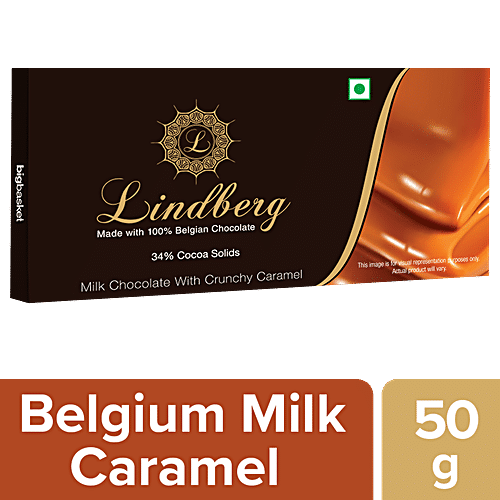 bigbasket
L
Lindberg
Made with 100% Belgian Chocolate
34% Cocoa Solids
Milk Chocolate With Crunchy Caramel
This image is for visual representation purposes only.
Actual product will vary.
Belgium Milk
Caramel
50
g